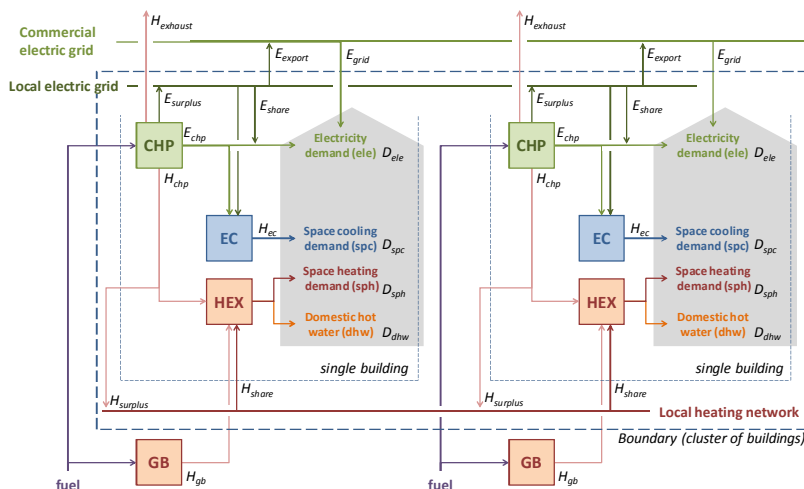 H_exhaust
H_exhaust
Commercial
electric grid
E_export
E_grid
E_export
E_grid
Local electric grid
E_surplus
E_share
E_surplus
E_share
CHP
E_chp
Electricity
demand (ele)
D_ele
CHP
E_chp
Electricity
demand (ele)
D_ele
H_chp
H_chp
EC
H_ec
Space cooling
demand (spc)
D_spc
EC
H_ec
Space cooling
demand (spc)
D_spc
HEX
Space heating
demand (sph)
D_sph
HEX
Space heating
demand (sph)
D_sph
Domestic hot
water (dhw)
D_dhw
Domestic hot
water (dhw)
D_dhw
single building
single building
H_surplus
H_share
H_surplus
H_share
Local heating network
Boundary (cluster of buildings)
GB
H_gb
GB
H_gb
fuel
fuel